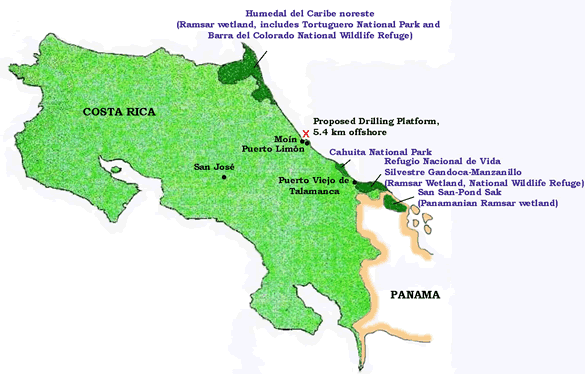 Humedal del Caribe noreste
(Ramsar wetland, includes Tortuguero National Park and
Barra del Colorado National Wildlife Refuge)
COSTA RICA
Proposed Drilling Platform,
5.4 km offshore
X
Moín
Puerto Limón
Cahuita National Park
San José
Refugio Nacional de Vida
Silvestre Gandoca-Manzanillo
(Ramsar Wetland, National Wildlife Refuge)
Puerto Viejo de
Talamanca
San San-Pond Sak
(Panamanian Ramsar wetland)
PANAMA